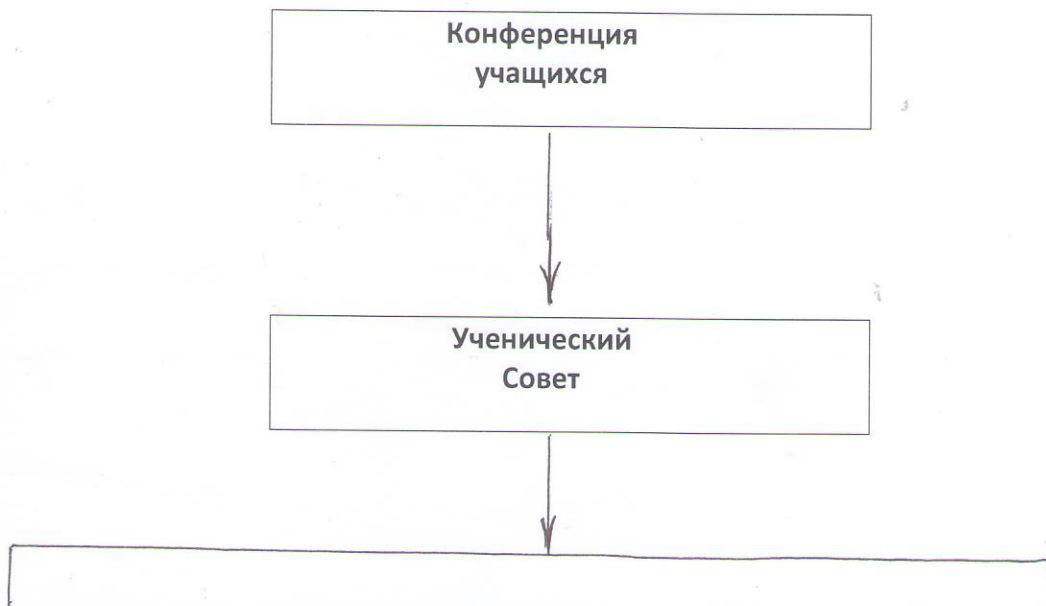 Конференция
учащихся
Ученический
Совет